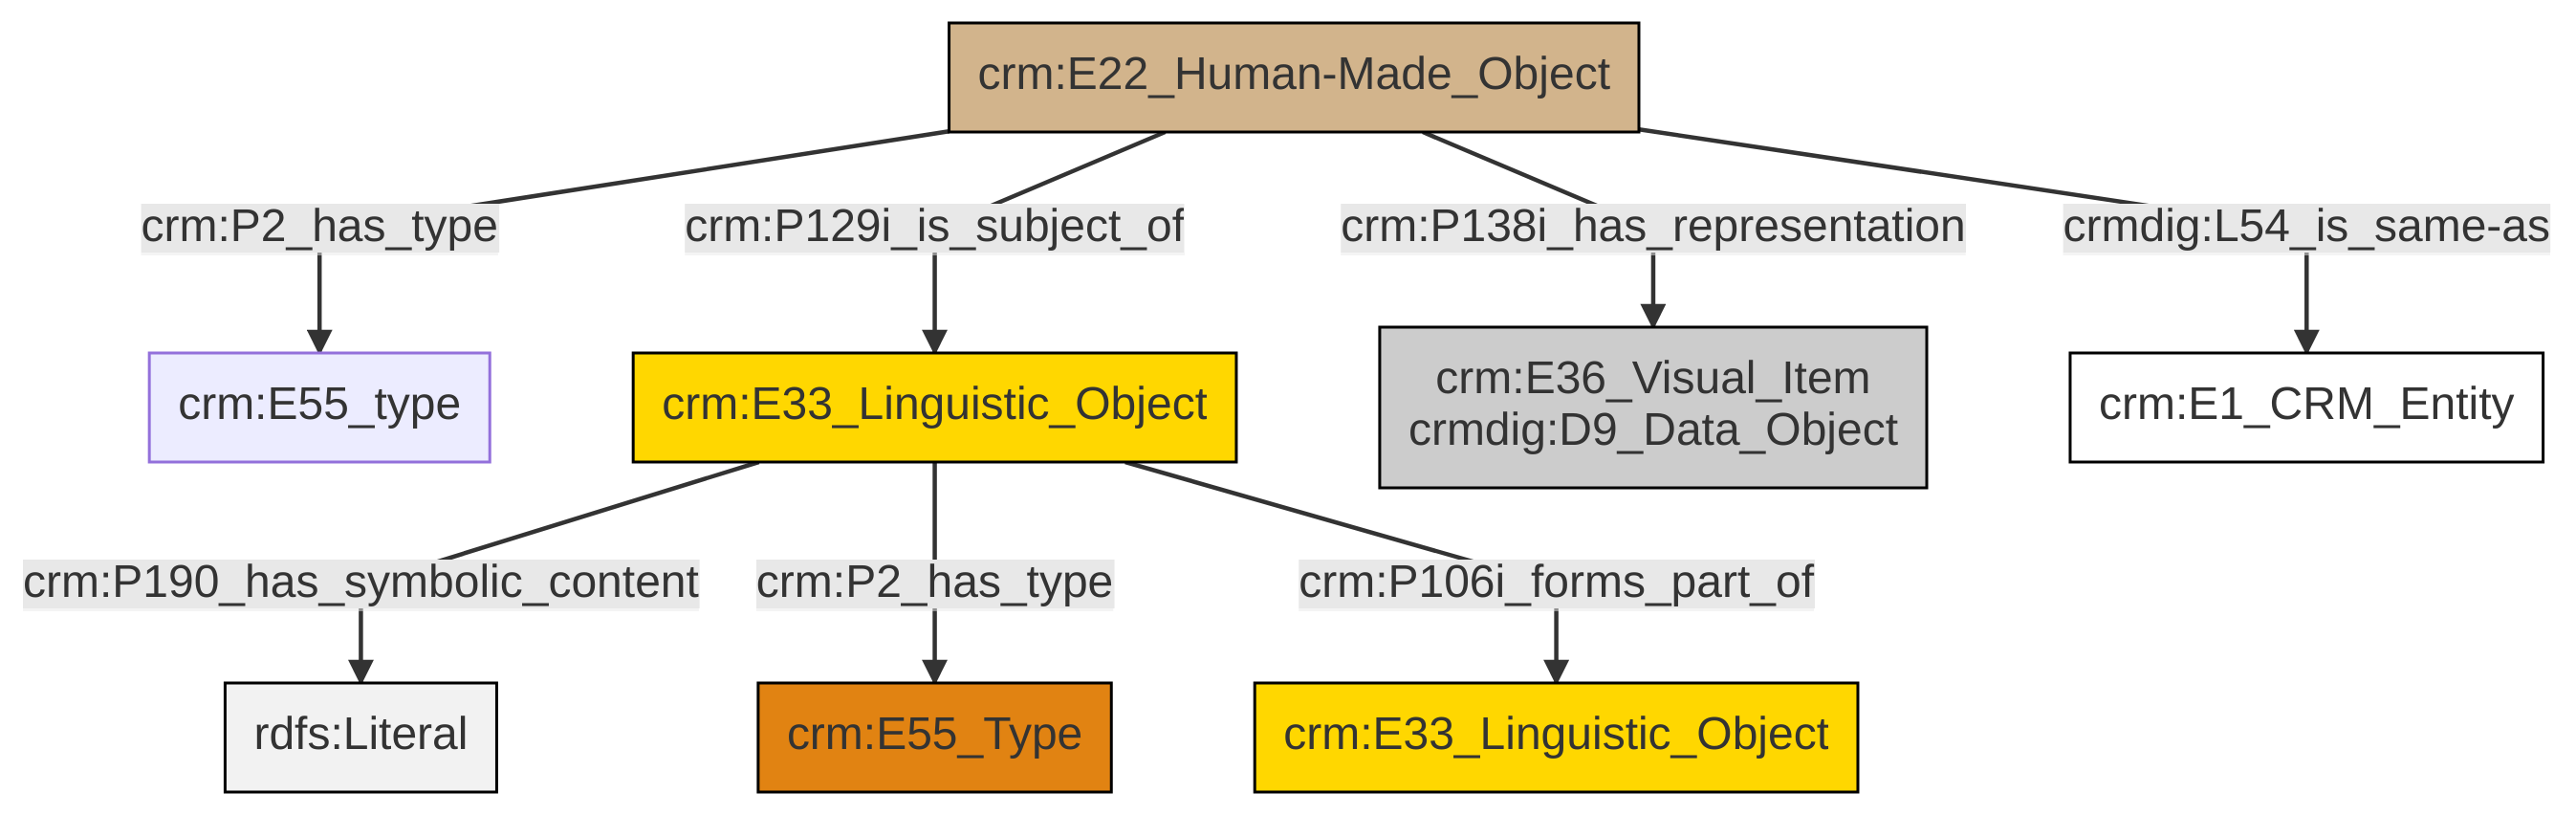 crm:E22_Human-Made_Object
crm:P2_has_type
crm:P129i_is_subject_of
crm:P138i_has_representation
crmdig:L54_is_same-as
crm:E55_type
crm:E33_Linguistic_Object
crm:E36_Visual_Item
crmdig:D9_Data_Object
crm:E1_CRM_Entity
crm:P190_has_symbolic_content
crm:P2_has_type
crm:P106i_forms_part_of
rdfs:Literal
crm:E55_Type
crm:E33_Linguistic_Object